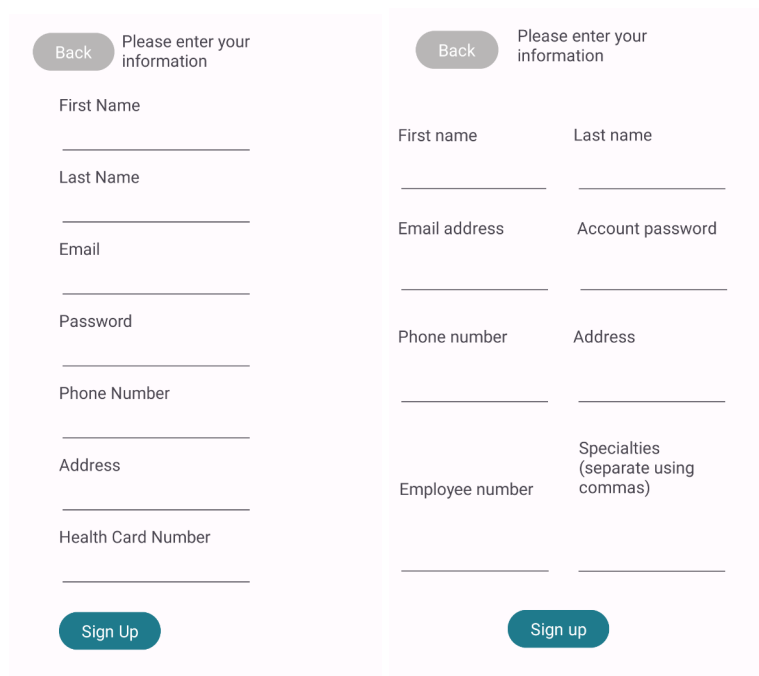 Back
Please enter your
information
First Name
Last Name
Email
Password
Phone Number
Address
Health Card Number
Sign Up
Back
Please enter your
information
First name
Last name
Email address
Account password
Phone number
Address
Employee number
Specialties
(separate using
commas)
Sign up